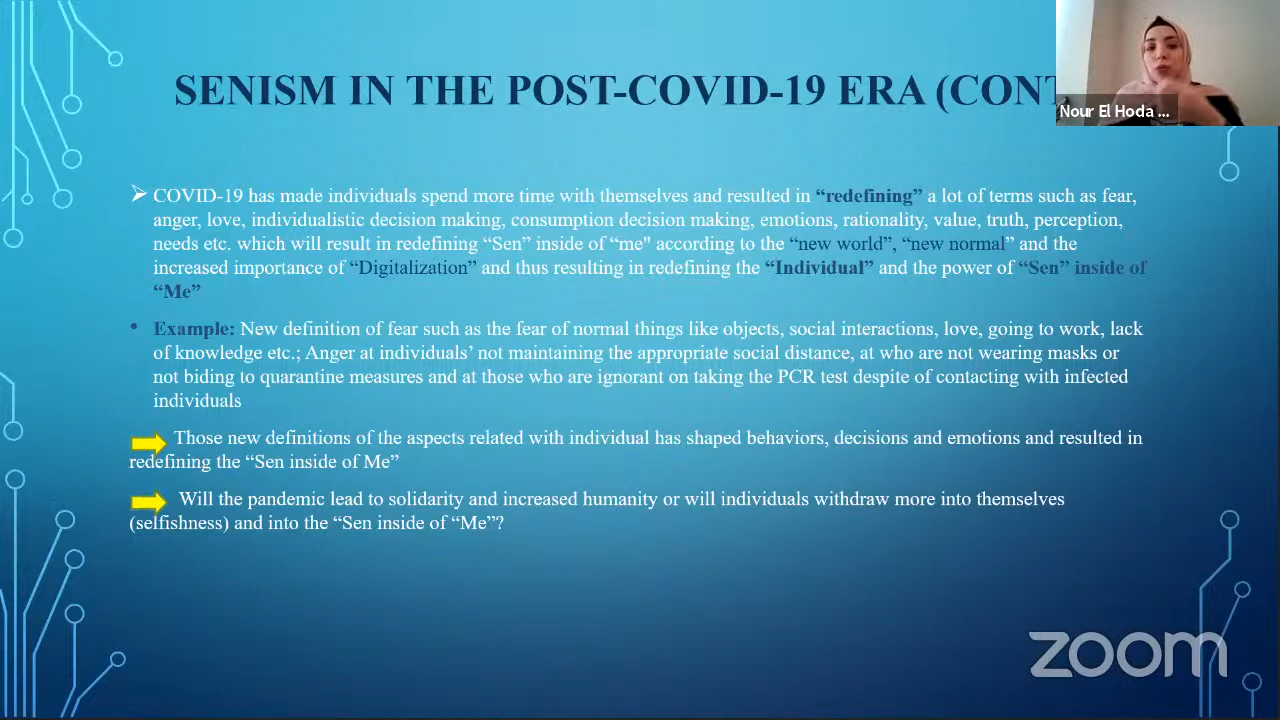 SENISM IN THE POST-COVID-19 ERA (CONT
Nour El Hoda ...
➢ COVID-19 has made individuals spend more time with themselves and resulted in “redefining” a lot of terms such as fear,
anger, love, individualistic decision making, consumption decision making, emotions, rationality, value, truth, perception,
needs etc. which will result in redefining “Sen” inside of “me" according to the “new world”, “new normal” and the
increased importance of “Digitalization” and thus resulting in redefining the “Individual” and the power of “Sen” inside of
“Me”
• Example: New definition of fear such as the fear of normal things like objects, social interactions, love, going to work, lack
of knowledge etc.; Anger at individuals’ not maintaining the appropriate social distance, at who are not wearing masks or
not biding to quarantine measures and at those who are ignorant on taking the PCR test despite of contacting with infected
individuals
Those new definitions of the aspects related with individual has shaped behaviors, decisions and emotions and resulted in
redefining the “Sen inside of Me”
Will the pandemic lead to solidarity and increased humanity or will individuals withdraw more into themselves
(selfishness) and into the “Sen inside of “Me”?
zoom